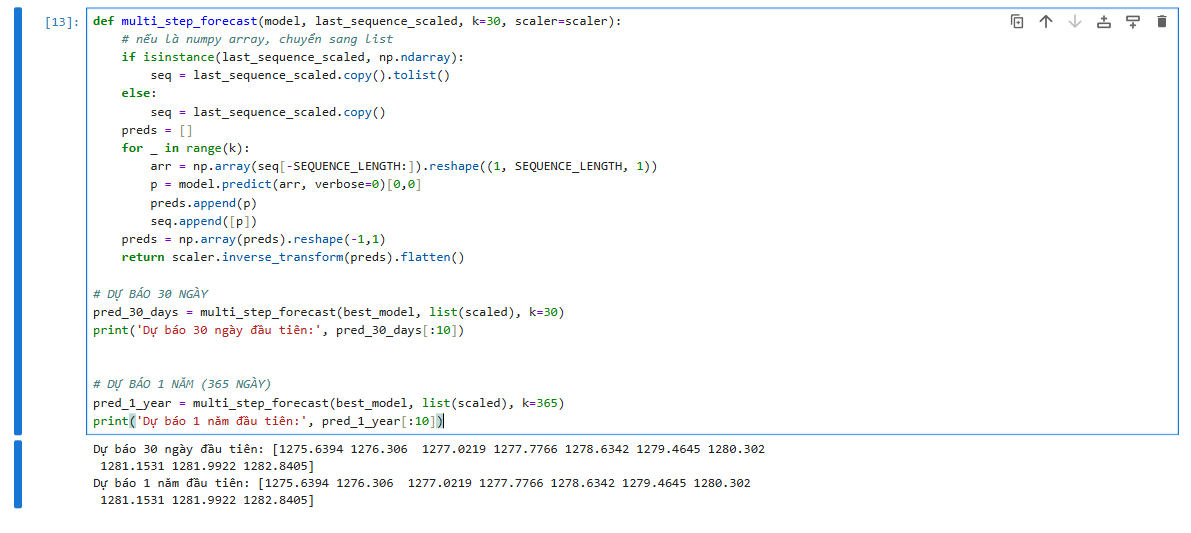 [13]:
def multi_step_forecast(model, last_sequence_scaled, k=30, scaler=scaler):
    # nếu là numpy array, chuyển sang list
    if isinstance(last_sequence_scaled, np.ndarray):
        seq = last_sequence_scaled.copy().tolist()
    else:
        seq = last_sequence_scaled.copy()
    preds = []
    for _ in range(k):
        arr = np.array(seq[-SEQUENCE_LENGTH:]).reshape((1, SEQUENCE_LENGTH, 1))
        p = model.predict(arr, verbose=0)[0,0]
        preds.append(p)
        seq.append([p])
    preds = np.array(preds).reshape(-1,1)
    return scaler.inverse_transform(preds).flatten()
# DỰ BÁO 30 NGÀY
pred_30_days = multi_step_forecast(best_model, list(scaled), k=30)
print('Dự báo 30 ngày đầu tiên:', pred_30_days[:10])
# DỰ BÁO 1 NĂM (365 NGÀY)
pred_1_year = multi_step_forecast(best_model, list(scaled), k=365)
print('Dự báo 1 năm đầu tiên:', pred_1_year[:10])
Dự báo 30 ngày đầu tiên: [1275.6394 1276.306  1277.0219 1277.7766 1278.6342 1279.4645 1280.302
 1281.1531 1281.9922 1282.8405]
Dự báo 1 năm đầu tiên: [1275.6394 1276.306  1277.0219 1277.7766 1278.6342 1279.4645 1280.302
 1281.1531 1281.9922 1282.8405]